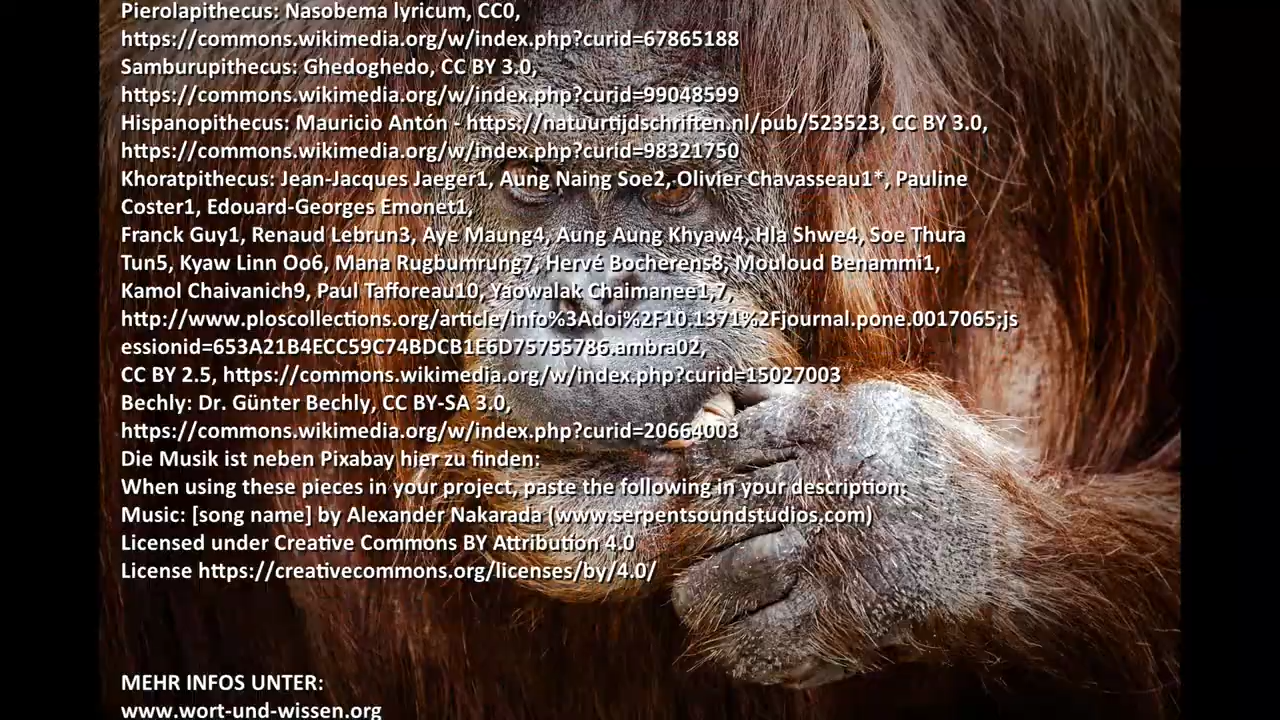 Pierolapithecus: Nasobema lyricum, CC0,
https://commons.wikimedia.org/w/index.php?curid=67865188
Samburupithecus: Ghedoghedo, CC BY 3.0,
https://commons.wikimedia.org/w/index.php?curid=99048599
Hispanopithecus: Mauricio Antón - https://natuurtijdschriften.nl/pub/523523, CC BY 3.0,
https://commons.wikimedia.org/w/index.php?curid=98321750
Khoratpithecus: Jean-Jacques Jaeger1, Aung Naing Soe2, Olivier Chavasseau1*, Pauline
Coster1, Edouard-Georges Emonet1,
Franck Guy1, Renaud Lebrun3, Aye Maung4, Aung Aung Khyaw4, Hla Shwe4, Soe Thura
Tun5, Kyaw Linn Oo6, Mana Rugbumrung7, Hervé Bocherens8, Mouloud Benammi1,
Kamol Chaivanich9, Paul Tafforeau10, Yaowalak Chaimanee1,7,
http://www.ploscollections.org/article/info%3Adoi%2F10.1371%2Fjournal.pone.0017065;js
essionid=653A21B4ECC59C74BDCB1E6D75755786.ambra02,
CC BY 2.5, https://commons.wikimedia.org/w/index.php?curid=15027003
Bechly: Dr. Günter Bechly, CC BY-SA 3.0,
https://commons.wikimedia.org/w/index.php?curid=20664003
Die Musik ist neben Pixabay hier zu finden:
When using these pieces in your project, paste the following in your description:
Music: [song name] by Alexander Nakarada (www.serpentsoundstudios.com)
Licensed under Creative Commons BY Attribution 4.0
License https://creativecommons.org/licenses/by/4.0/
MEHR INFOS UNTER:
www.wort-und-wissen.org